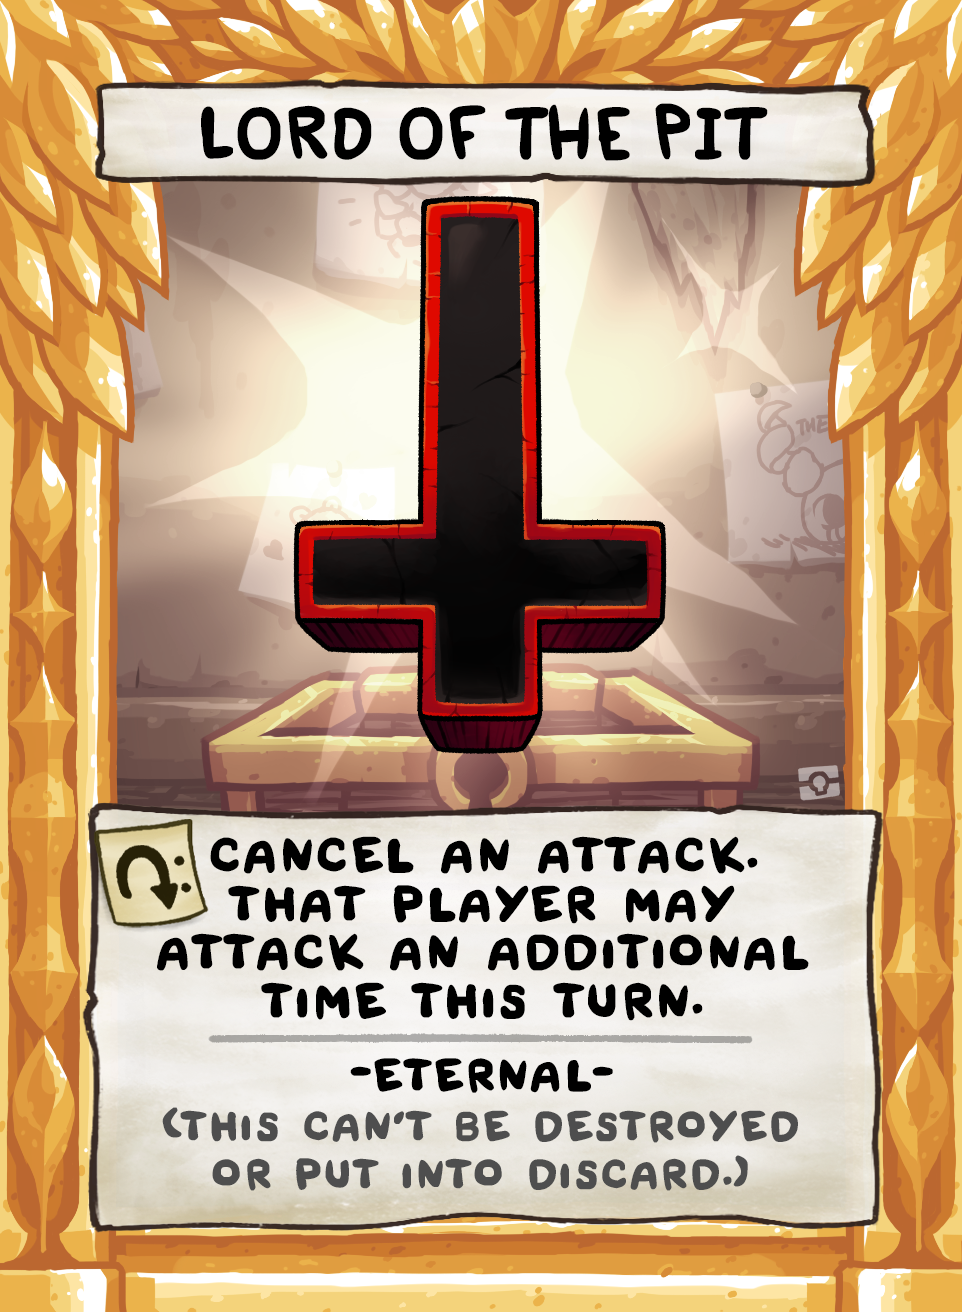 LORD OF THE PIT
THE
CANCEL AN ATTACK.
THAT PLAYER MAY
ATTACK AN ADDITIONAL
TIME THIS TURN.
-ETERNAL-
(THIS CAN'T BE DESTROYED
OR PUT INTO DISCARD.)